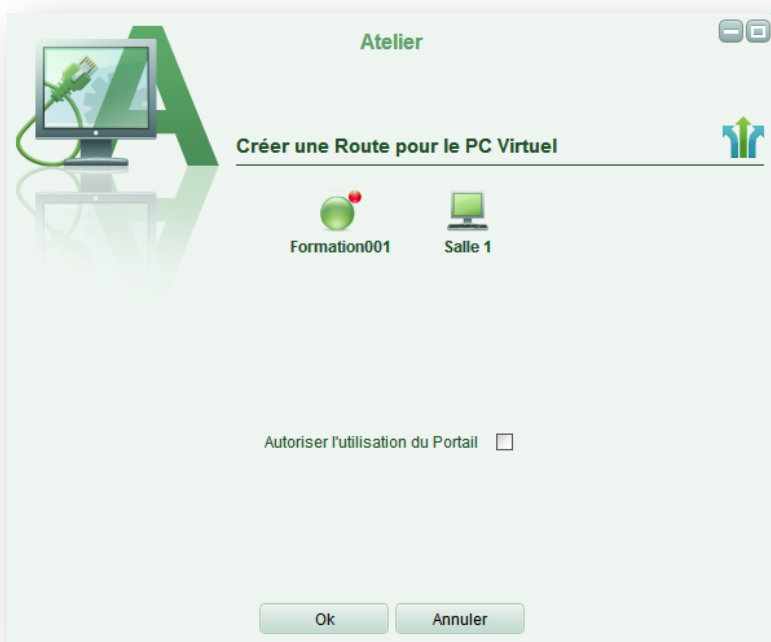 Atelier
A
Créer une Route pour le PC Virtuel
Formation001 Salle 1
Autoriser l'utilisation du Portail
Ok Annuler